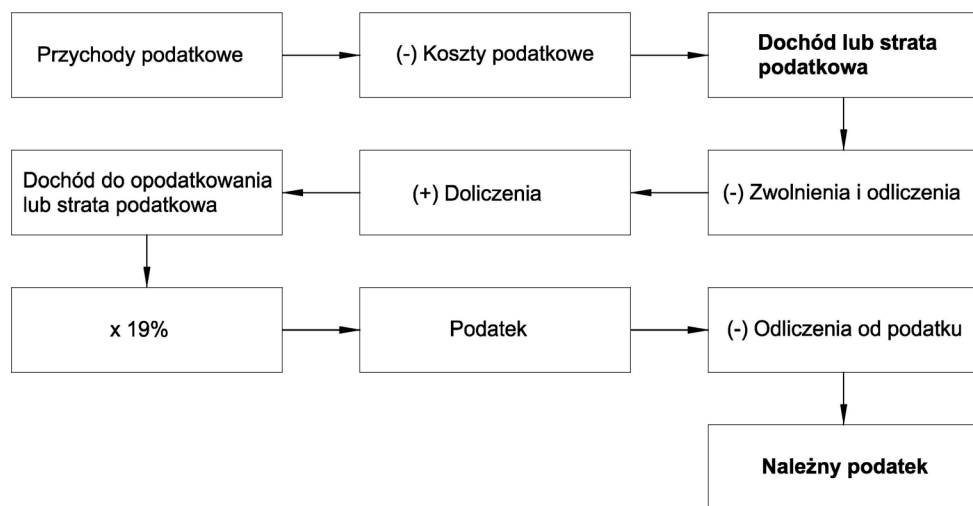 Przychody podatkowe
(-) Koszty podatkowe
Dochód lub strata
podatkowa
(-) Zwolnienia i odliczenia
(+) Doliczenia
Dochód do opodatkowania
lub strata podatkowa
x 19%
Podatek
(-) Odliczenia od podatku
Należny podatek